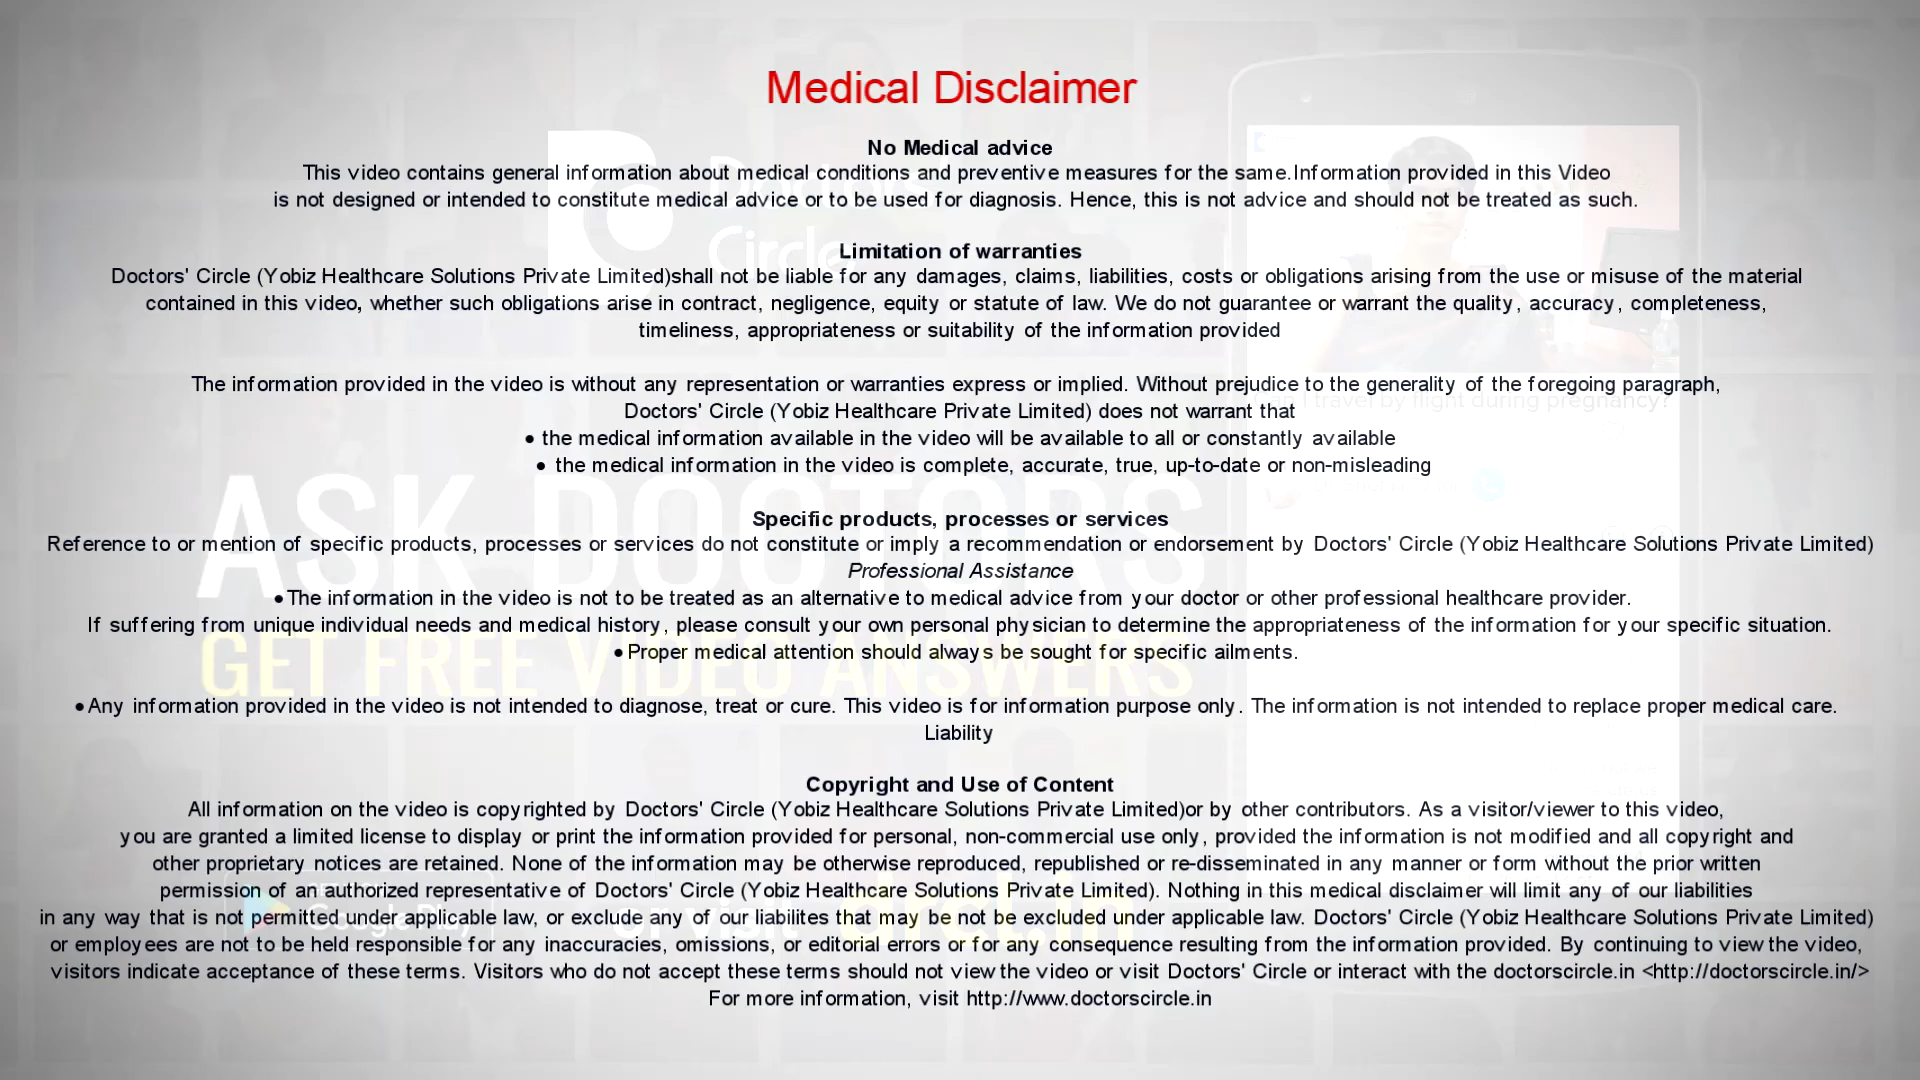 Medical Disclaimer
No Medical advice
This video contains general information about medical conditions and preventive measures for the same.Information provided in this Video
is not designed or intended to constitute medical advice or to be used for diagnosis. Hence, this is not advice and should not be treated as such.
Doctors'
Circle
Limitation of warranties
Doctors' Circle (Yobiz Healthcare Solutions Private Limited)shall not be liable for any damages, claims, liabilities, costs or obligations arising from the use or misuse of the material
contained in this video, whether such obligations arise in contract, negligence, equity or statute of law. We do not guarantee or warrant the quality, accuracy, completeness,
timeliness, appropriateness or suitability of the information provided
The information provided in the video is without any representation or warranties express or implied. Without prejudice to the generality of the foregoing paragraph,
Can I travel by flight during pregnancy?
Doctors' Circle (Yobiz Healthcare Private Limited) does not warrant that
• the medical information available in the video will be available to all or constantly available
• the medical information in the video is complete, accurate, true, up-to-date or non-misleading
ASK DOCTORS
Specific products, processes or services
Reference to or mention of specific products, processes or services do not constitute or imply a recommendation or endorsement by Doctors' Circle (Yobiz Healthcare Solutions Private Limited)
Professional Assistance
•The information in the video is not to be treated as an alternative to medical advice from your doctor or other professional healthcare provider.
If suffering from unique individual needs and medical history, please consult your own personal physician to determine the appropriateness of the information for your specific situation.
•Proper medical attention should always be sought for specific ailments.
GET FREE VIDEO ANSWERS
•Any information provided in the video is not intended to diagnose, treat or cure. This video is for information purpose only. The information is not intended to replace proper medical care.
Liability
Copyright and Use of Content
All information on the video is copyrighted by Doctors' Circle (Yobiz Healthcare Solutions Private Limited)or by other contributors. As a visitor/viewer to this video,
you are granted a limited license to display or print the information provided for personal, non-commercial use only, provided the information is not modified and all copyright and
other proprietary notices are retained. None of the information may be otherwise reproduced, republished or re-disseminated in any manner or form without the prior written
permission of an authorized representative of Doctors' Circle (Yobiz Healthcare Solutions Private Limited). Nothing in this medical disclaimer will limit any of our liabilities
in any way that is not permitted under applicable law, or exclude any of our liabilites that may be not be excluded under applicable law. Doctors' Circle (Yobiz Healthcare Solutions Private Limited)
Google Play
or visit drct.in
or employees are not to be held responsible for any inaccuracies, omissions, or editorial errors or for any consequence resulting from the information provided. By continuing to view the video,
visitors indicate acceptance of these terms. Visitors who do not accept these terms should not view the video or visit Doctors' Circle or interact with the doctorscircle.in <http://doctorscircle.in/>
For more information, visit http://www.doctorscircle.in